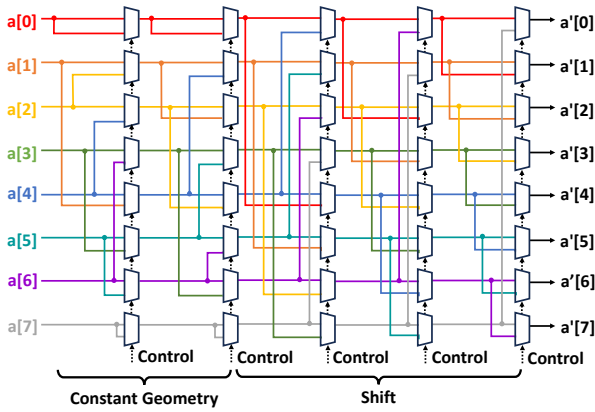 a[0] a'[0]
a[1] a'[1]
a[2] a'[2]
a[3] a'[3]
a[4] a'[4]
a[5] a'[5]
a[6] a’[6]
a[7] a'[7]
Control Control Control Control Control
Constant Geometry Shift